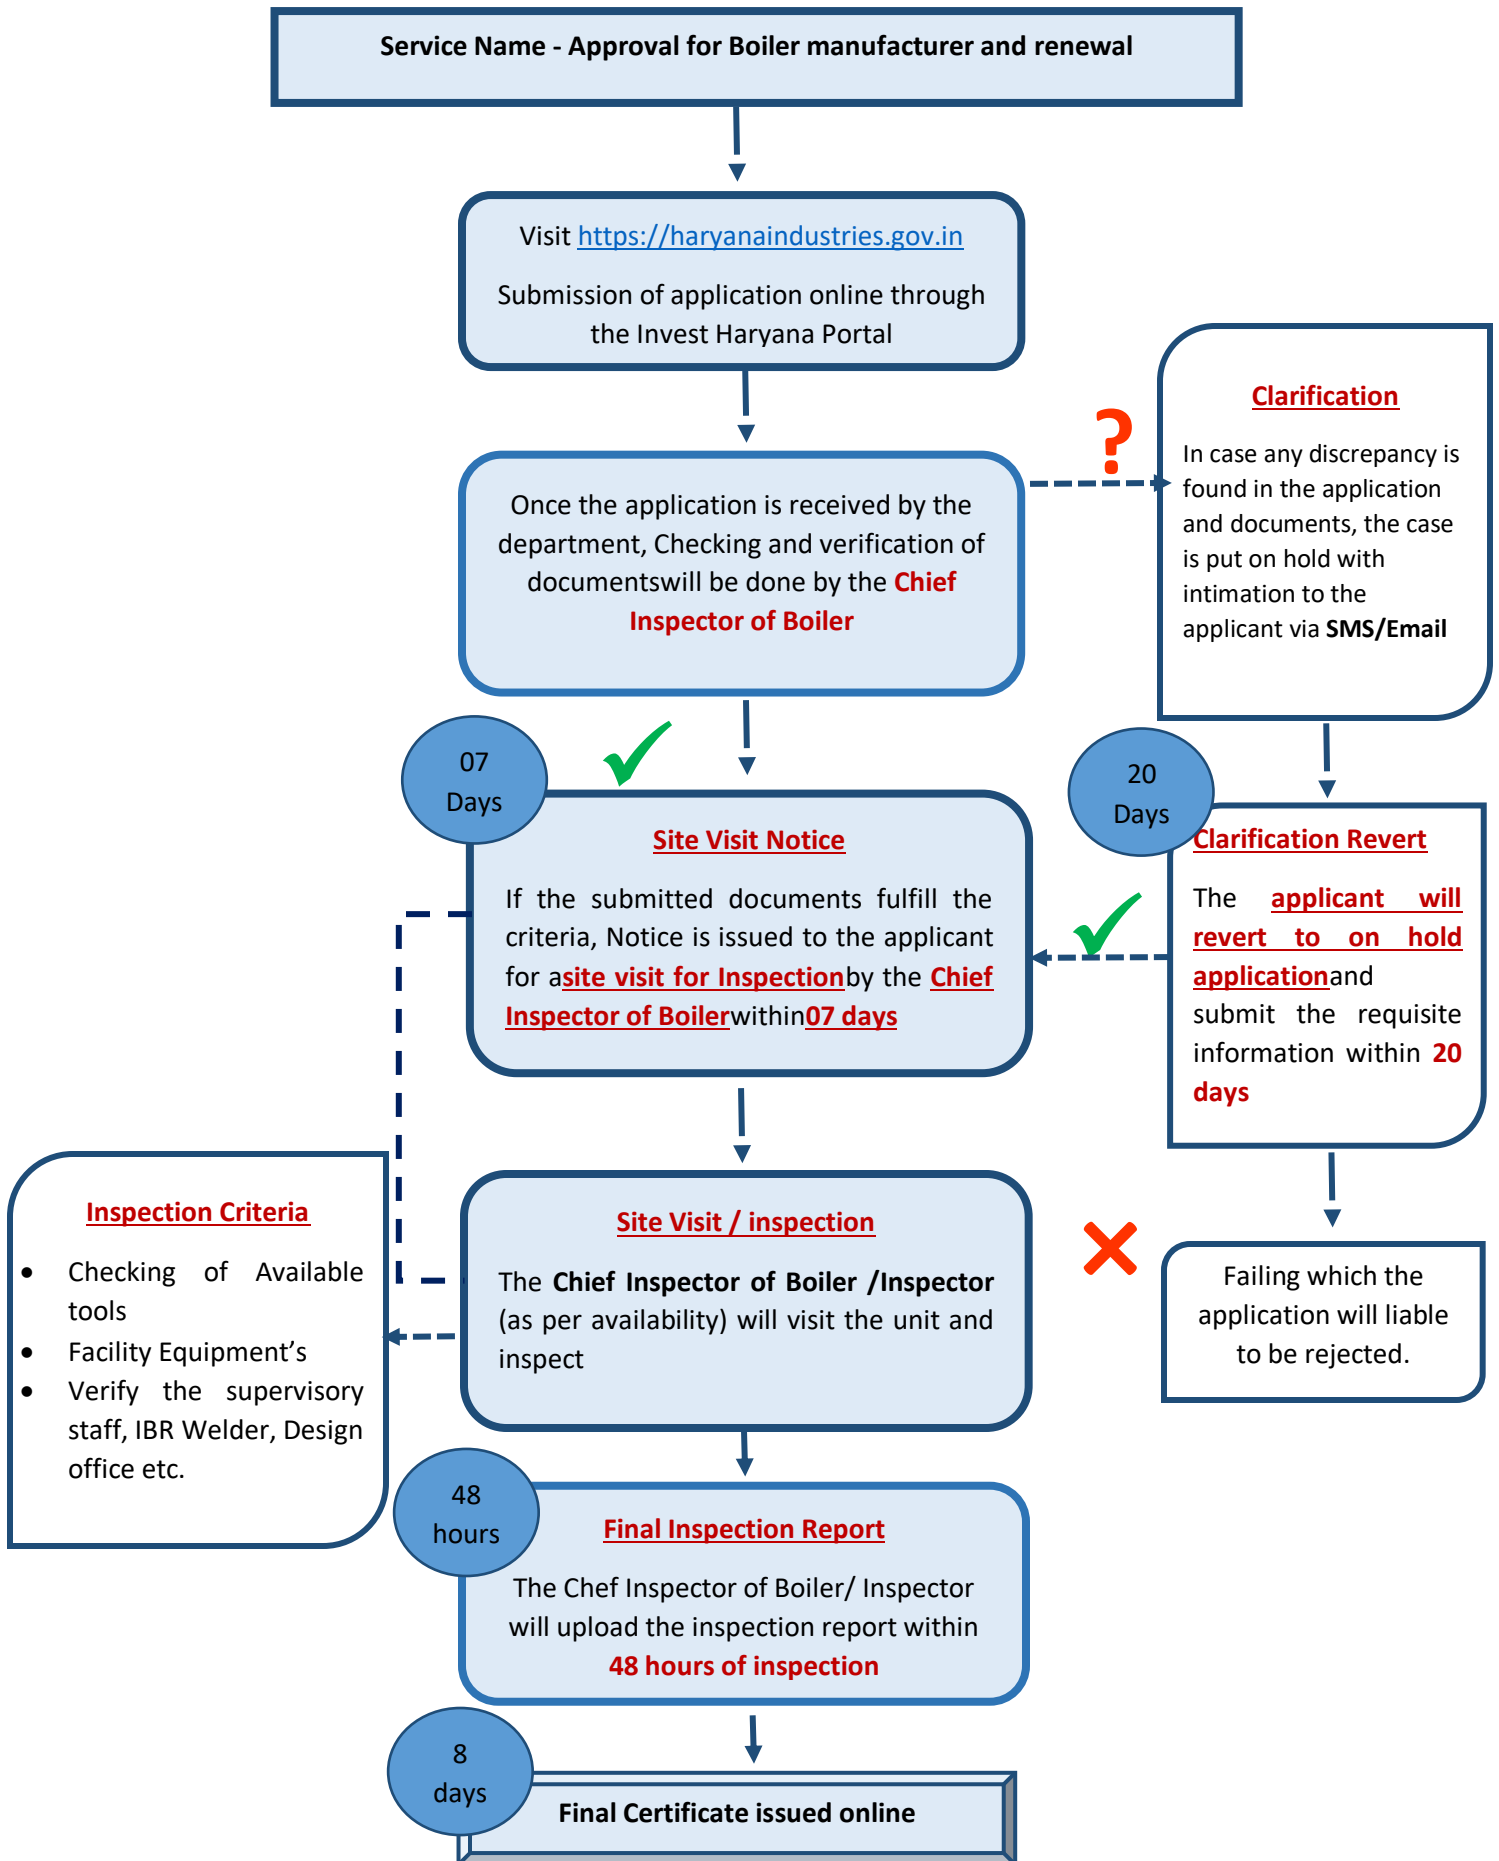 Service Name - Approval for Boiler manufacturer and renewal
Visit https://haryanaindustries.gov.in
Submission of application online through
the Invest Haryana Portal
?
Clarification
In case any discrepancy is
found in the application
and documents, the case
is put on hold with
intimation to the
applicant via SMS/Email
Once the application is received by the
department, Checking and verification of
documentswill be done by the Chief
Inspector of Boiler
07
Days
20
Days
Site Visit Notice
If the submitted documents fulfill the
criteria, Notice is issued to the applicant
for asite visit for Inspectionby the Chief
Inspector of Boilerwithin07 days
Clarification Revert
The applicant will
revert to on hold
applicationand
submit the requisite
information within 20
days
Inspection Criteria
• Checking of Available
tools
• Facility Equipment’s
• Verify the supervisory
staff, IBR Welder, Design
office etc.
Site Visit / inspection
The Chief Inspector of Boiler /Inspector
(as per availability) will visit the unit and
inspect
Failing which the
application will liable
to be rejected.
48
hours
Final Inspection Report
The Chef Inspector of Boiler/ Inspector
will upload the inspection report within
48 hours of inspection
8
days
Final Certificate issued online